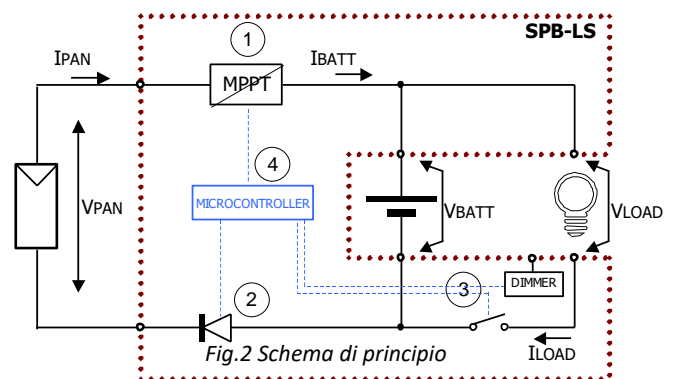 SPB-LS
1
IPAN
IBATT
MPPT
4
VPAN
MICROCONTROLLER
VBATT
VLOAD
DIMMER
2
3
Fig.2 Schema di principio
ILOAD